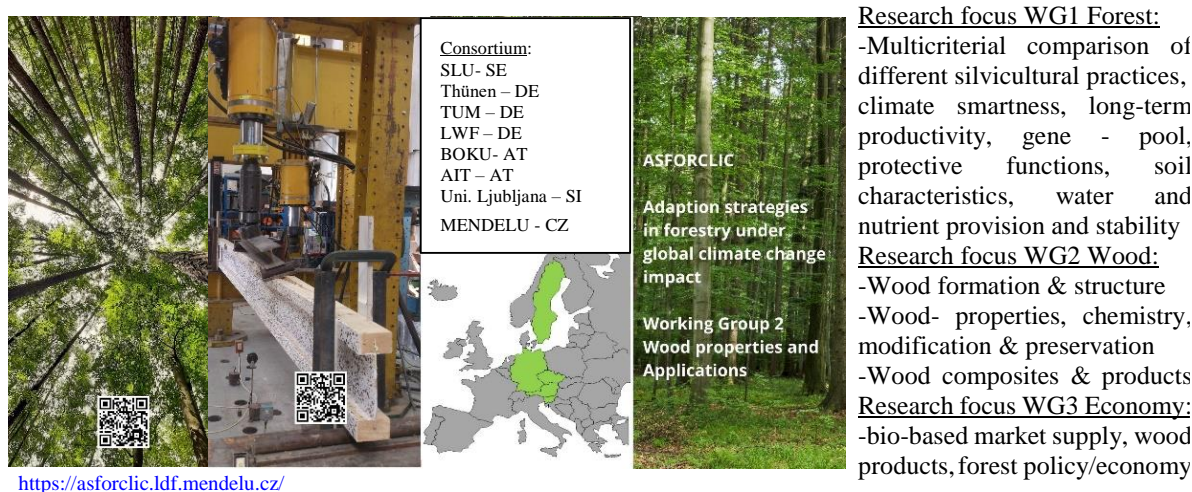 Consortium:
SLU- SE
Thünen – DE
TUM – DE
LWF – DE
BOKU- AT
AIT – AT
Uni. Ljubljana – SI
MENDELU - CZ
ASFORCLIC
Adaption strategies
in forestry under
global climate change
impact
Working Group 2
Wood properties and
Applications
https://asforclic.ldf.mendelu.cz/
Research focus WG1 Forest:
-Multicriterial comparison of
different silvicultural practices,
climate smartness, long-term
productivity, gene - pool,
protective functions, soil
characteristics, water and
nutrient provision and stability
Research focus WG2 Wood:
-Wood formation & structure
-Wood- properties, chemistry,
modification & preservation
-Wood composites & products
Research focus WG3 Economy:
-bio-based market supply, wood
products, forest policy/economy